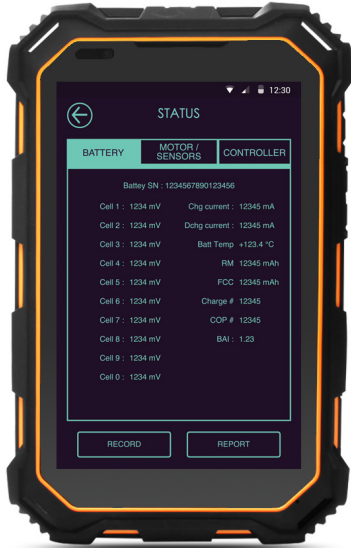 12:30
STATUS
BATTERY
MOTOR /
SENSORS
CONTROLLER
Battey SN : 1234567890123456
Cell 1 : 1234 mV Chg current : 12345 mA
Cell 2 : 1234 mV Dchg current : 12345 mA
Cell 3 : 1234 mV Batt Temp +123.4 °C
Cell 4 : 1234 mV RM 12345 mAh
Cell 5 : 1234 mV FCC 12345 mAh
Cell 6 : 1234 mV Charge # 12345
Cell 7 : 1234 mV COP # 12345
Cell 8 : 1234 mV BAI : 1.23
Cell 9 : 1234 mV
Cell 0 : 1234 mV
RECORD REPORT